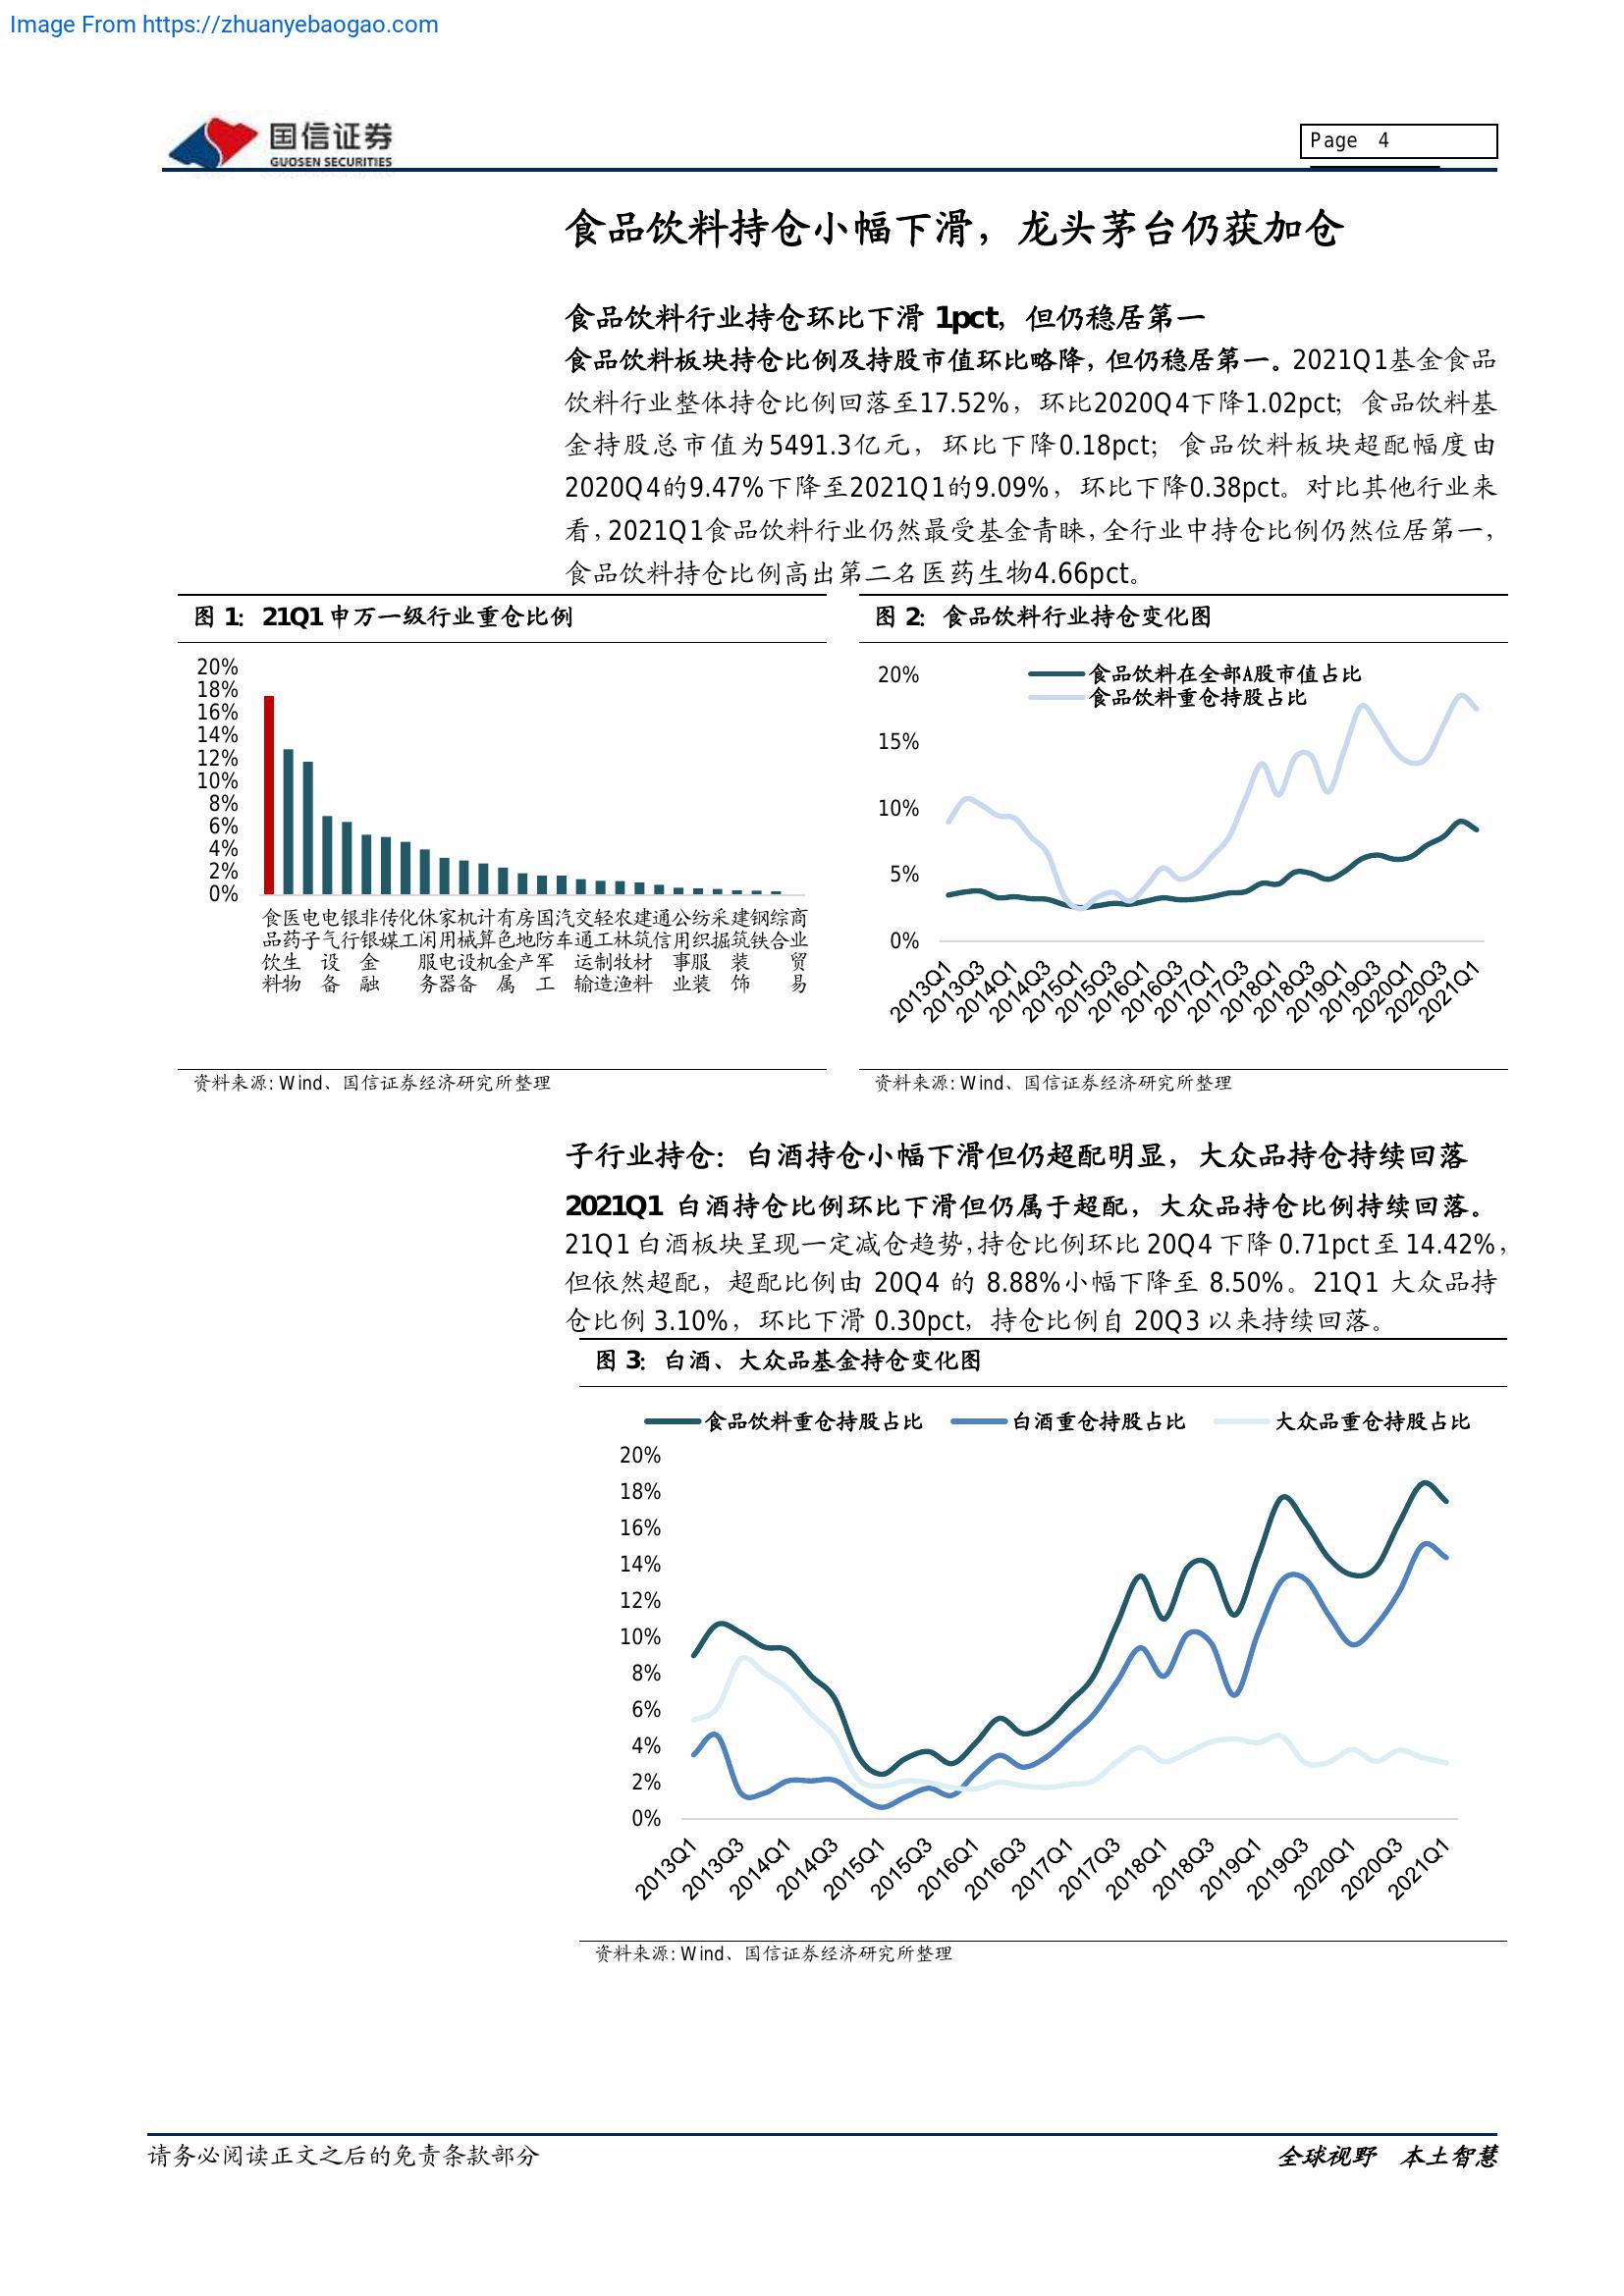 Image From https://zhuanyebaogao.com
国信证券
GUOSEN SECURITIES
Page 4
食品饮料持仓小幅下滑，龙头茅台仍获加仓
食品饮料行业持仓环比下滑 1pct，但仍稳居第一
食品饮料板块持仓比例及持股市值环比略降，但仍稳居第一。2021Q1基金食品
饮料行业整体持仓比例回落至17.52%，环比2020Q4下降1.02pct；食品饮料基
金持股总市值为5491.3亿元，环比下降0.18pct；食品饮料板块超配幅度由
2020Q4的9.47%下降至2021Q1的9.09%，环比下降0.38pct。对比其他行业来
看，2021Q1食品饮料行业仍然最受基金青睐，全行业中持仓比例仍然位居第一，
食品饮料持仓比例高出第二名医药生物4.66pct。
图 1：21Q1 申万一级行业重仓比例
20%
18%
16%
14%
12%
10%
8%
6%
4%
2%
0%
食品饮料
医药生物
电子
电气设备
银行
非银金融
传媒
化工
休闲服务
家用电器
机械设备
计算机
有色金属
房地产
国防军工
汽车
交通运输
轻工制造
农林牧渔
建筑材料
通信
公用事业
纺织服装
采掘
建筑装饰
钢铁
综合
商业贸易
资料来源：Wind、国信证券经济研究所整理
图 2：食品饮料行业持仓变化图
食品饮料在全部A股市值占比
食品饮料重仓持股占比
20%
15%
10%
5%
0%
2013Q1
2013Q3
2014Q1
2014Q3
2015Q1
2015Q3
2016Q1
2016Q3
2017Q1
2017Q3
2018Q1
2018Q3
2019Q1
2019Q3
2020Q1
2020Q3
2021Q1
资料来源：Wind、国信证券经济研究所整理
子行业持仓：白酒持仓小幅下滑但仍超配明显，大众品持仓持续回落
2021Q1 白酒持仓比例环比下滑但仍属于超配，大众品持仓比例持续回落。
21Q1 白酒板块呈现一定减仓趋势，持仓比例环比 20Q4 下降 0.71pct 至 14.42%，
但依然超配，超配比例由 20Q4 的 8.88%小幅下降至 8.50%。21Q1 大众品持
仓比例 3.10%，环比下滑 0.30pct，持仓比例自 20Q3 以来持续回落。
图 3：白酒、大众品基金持仓变化图
食品饮料重仓持股占比
白酒重仓持股占比
大众品重仓持股占比
20%
18%
16%
14%
12%
10%
8%
6%
4%
2%
0%
2013Q1
2013Q3
2014Q1
2014Q3
2015Q1
2015Q3
2016Q1
2016Q3
2017Q1
2017Q3
2018Q1
2018Q3
2019Q1
2019Q3
2020Q1
2020Q3
2021Q1
资料来源：Wind、国信证券经济研究所整理
请务必阅读正文之后的免责条款部分
全球视野 本土智慧